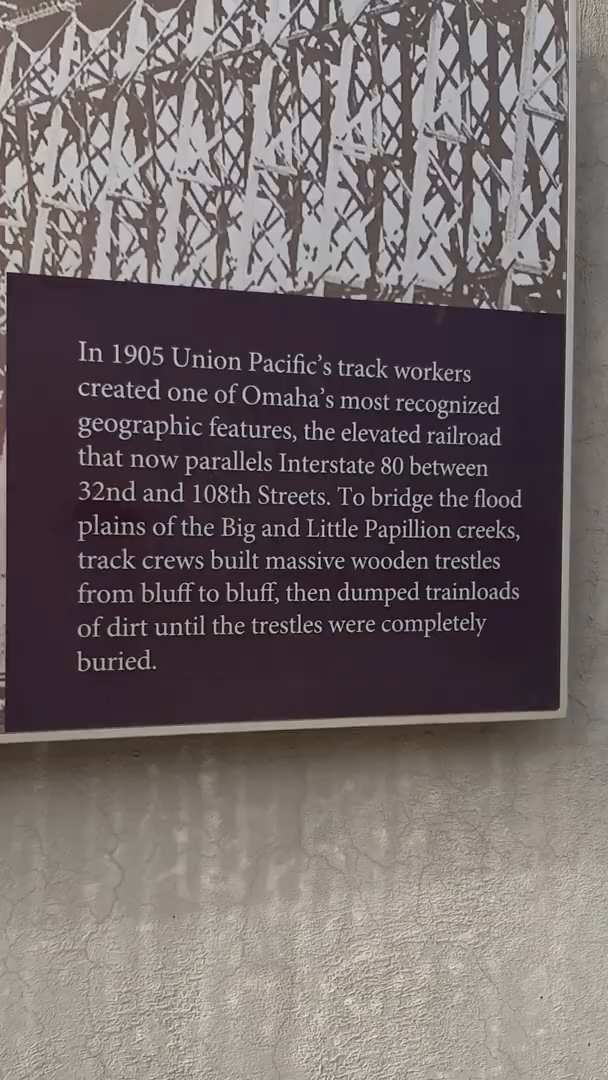 In 1905 Union Pacific's track workers
created one of Omaha's most recognized
geographic features, the elevated railroad
that now parallels Interstate 80 between
32nd and 108th Streets. To bridge the flood
plains of the Big and Little Papillion creeks,
track crews built massive wooden trestles
from bluff to bluff, then dumped trainloads
of dirt until the trestles were completely
buried.